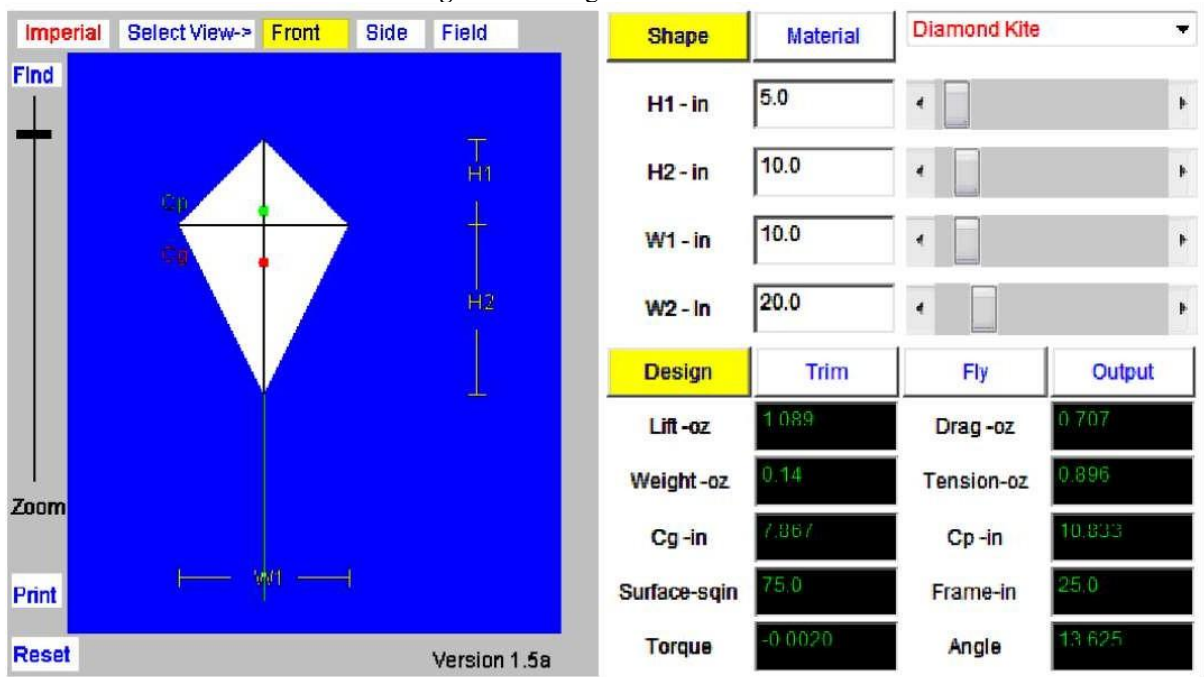 Imperial Select View-> Front Side Field
Find
H1
Cp
Cg
H2
Zoom
W1
Print
Reset
Version 1.5a
Shape Material Diamond Kite
H1 - in 5.0
H2 - in 10.0
W1 - in 10.0
W2 - in 20.0
Design Trim Fly Output
Lift -oz 1.089 Drag -oz 0.707
Weight -oz 0.14 Tension-oz 0.896
Cg -in 7.867 Cp -in 10.833
Surface-sqin 75.0 Frame-in 25.0
Torque -0.0020 Angle 13.625